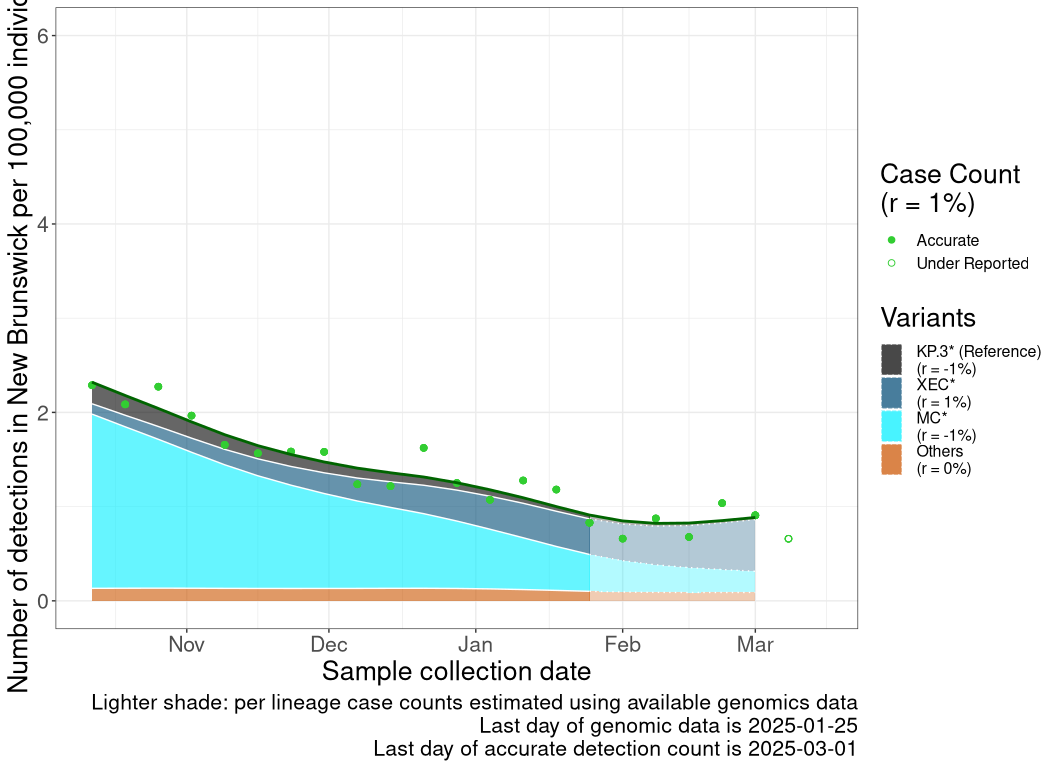 Number of detections in New Brunswick per 100,000
6
4
2
0
Nov
Dec
Jan
Feb
Mar
Sample collection date
Lighter shade: per lineage case counts estimated using available genomics data
Last day of genomic data is 2025-01-25
Last day of accurate detection count is 2025-03-01
Case Count
(r = 1%)
Accurate
Under Reported
Variants
KP.3* (Reference)
(r = -1%)
XEC*
(r = 1%)
MC*
(r = -1%)
Others
(r = 0%)